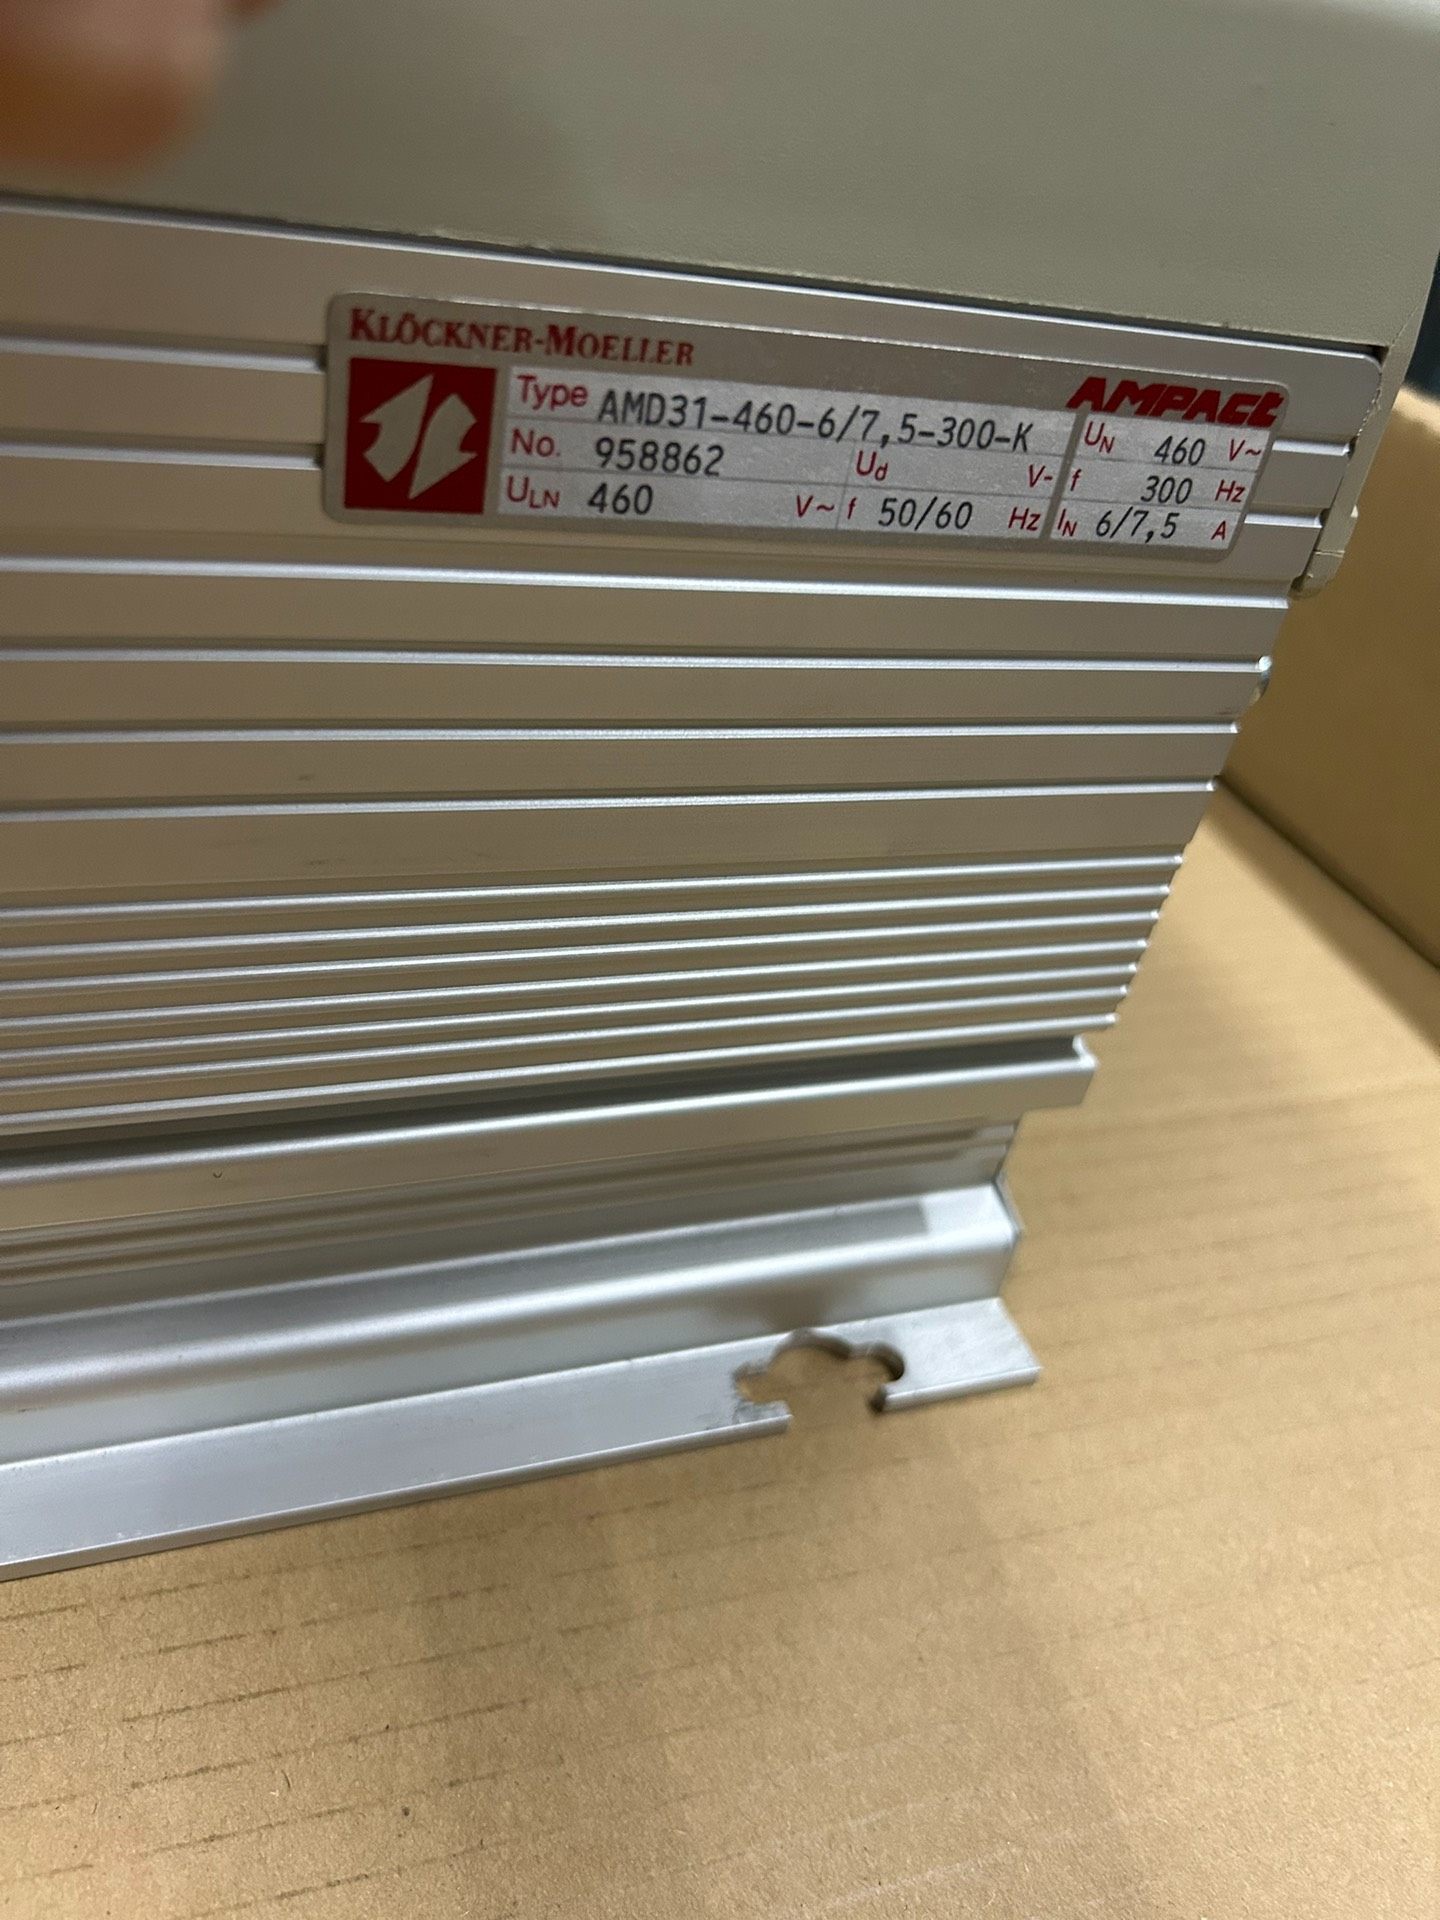 KLÖCKNER-MOELLER
AMPACt
Type AMD31-460-6/7,5-300-K
No. 958862 Ud V-
ULN 460 V~ f 50/60 Hz
UN 460 V~
f 300 Hz
IN 6/7,5 A